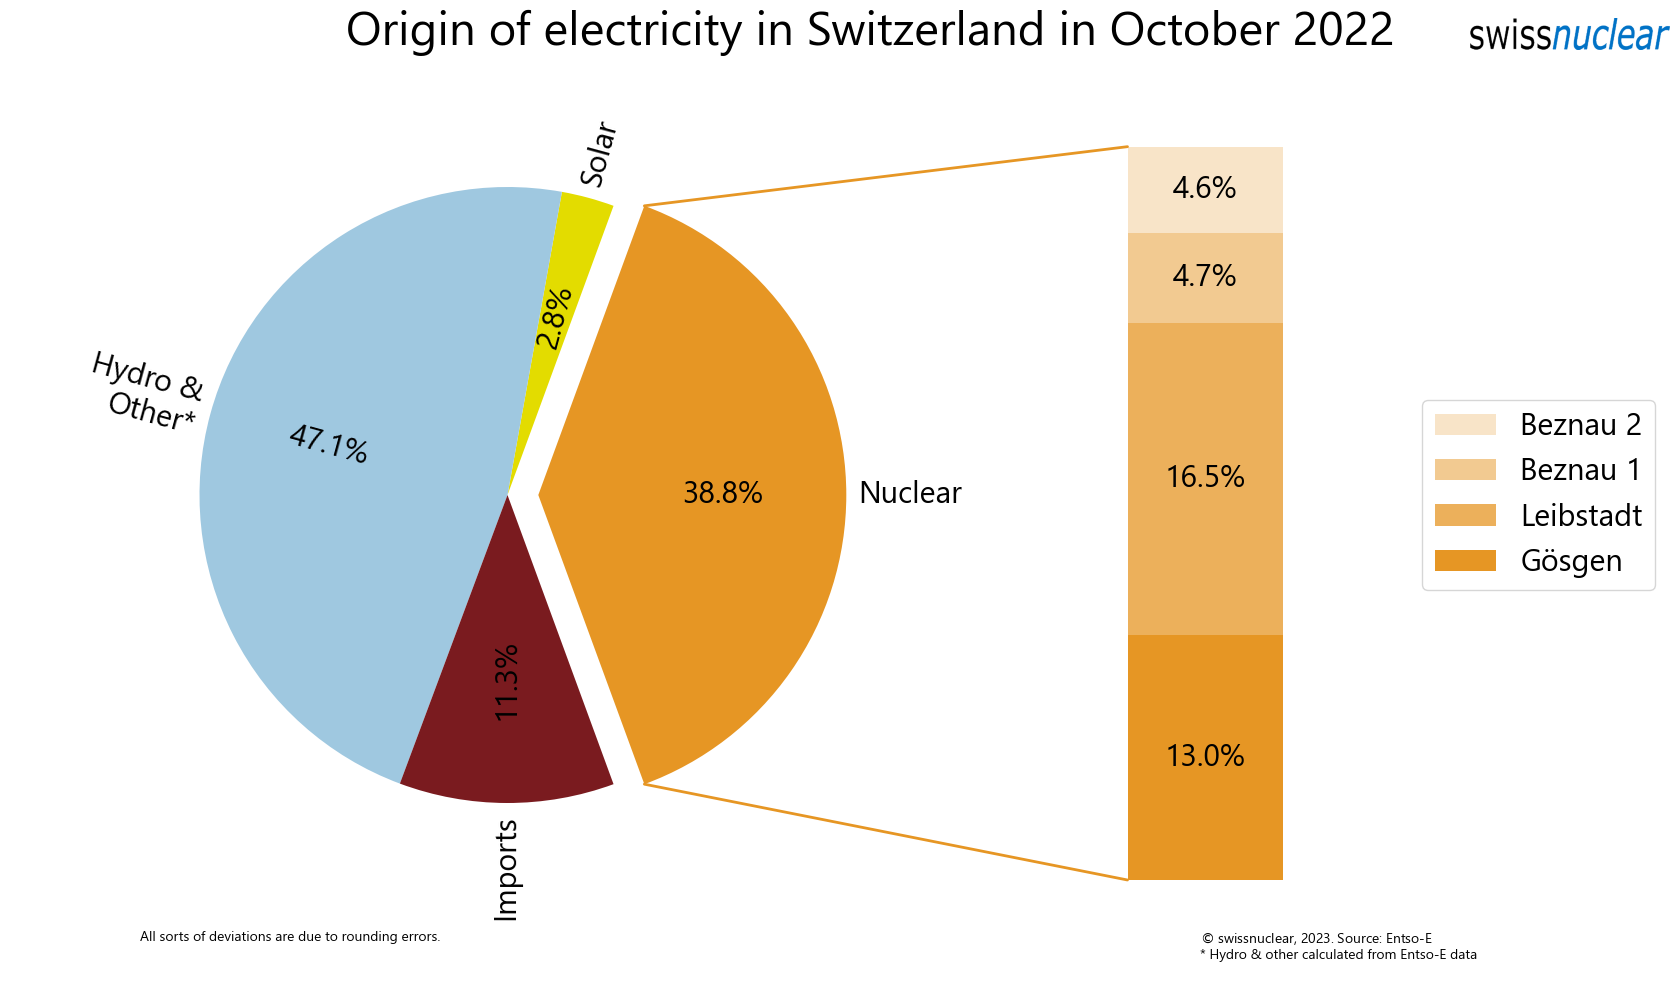 Origin of electricity in Switzerland in October 2022
swissnuclear
Solar
2.8%
Hydro &
Other*
47.1%
38.8%
Nuclear
11.3%
Imports
4.6%
4.7%
16.5%
13.0%
Beznau 2
Beznau 1
Leibstadt
Gösgen
All sorts of deviations are due to rounding errors.
© swissnuclear, 2023. Source: Entso-E
* Hydro & other calculated from Entso-E data